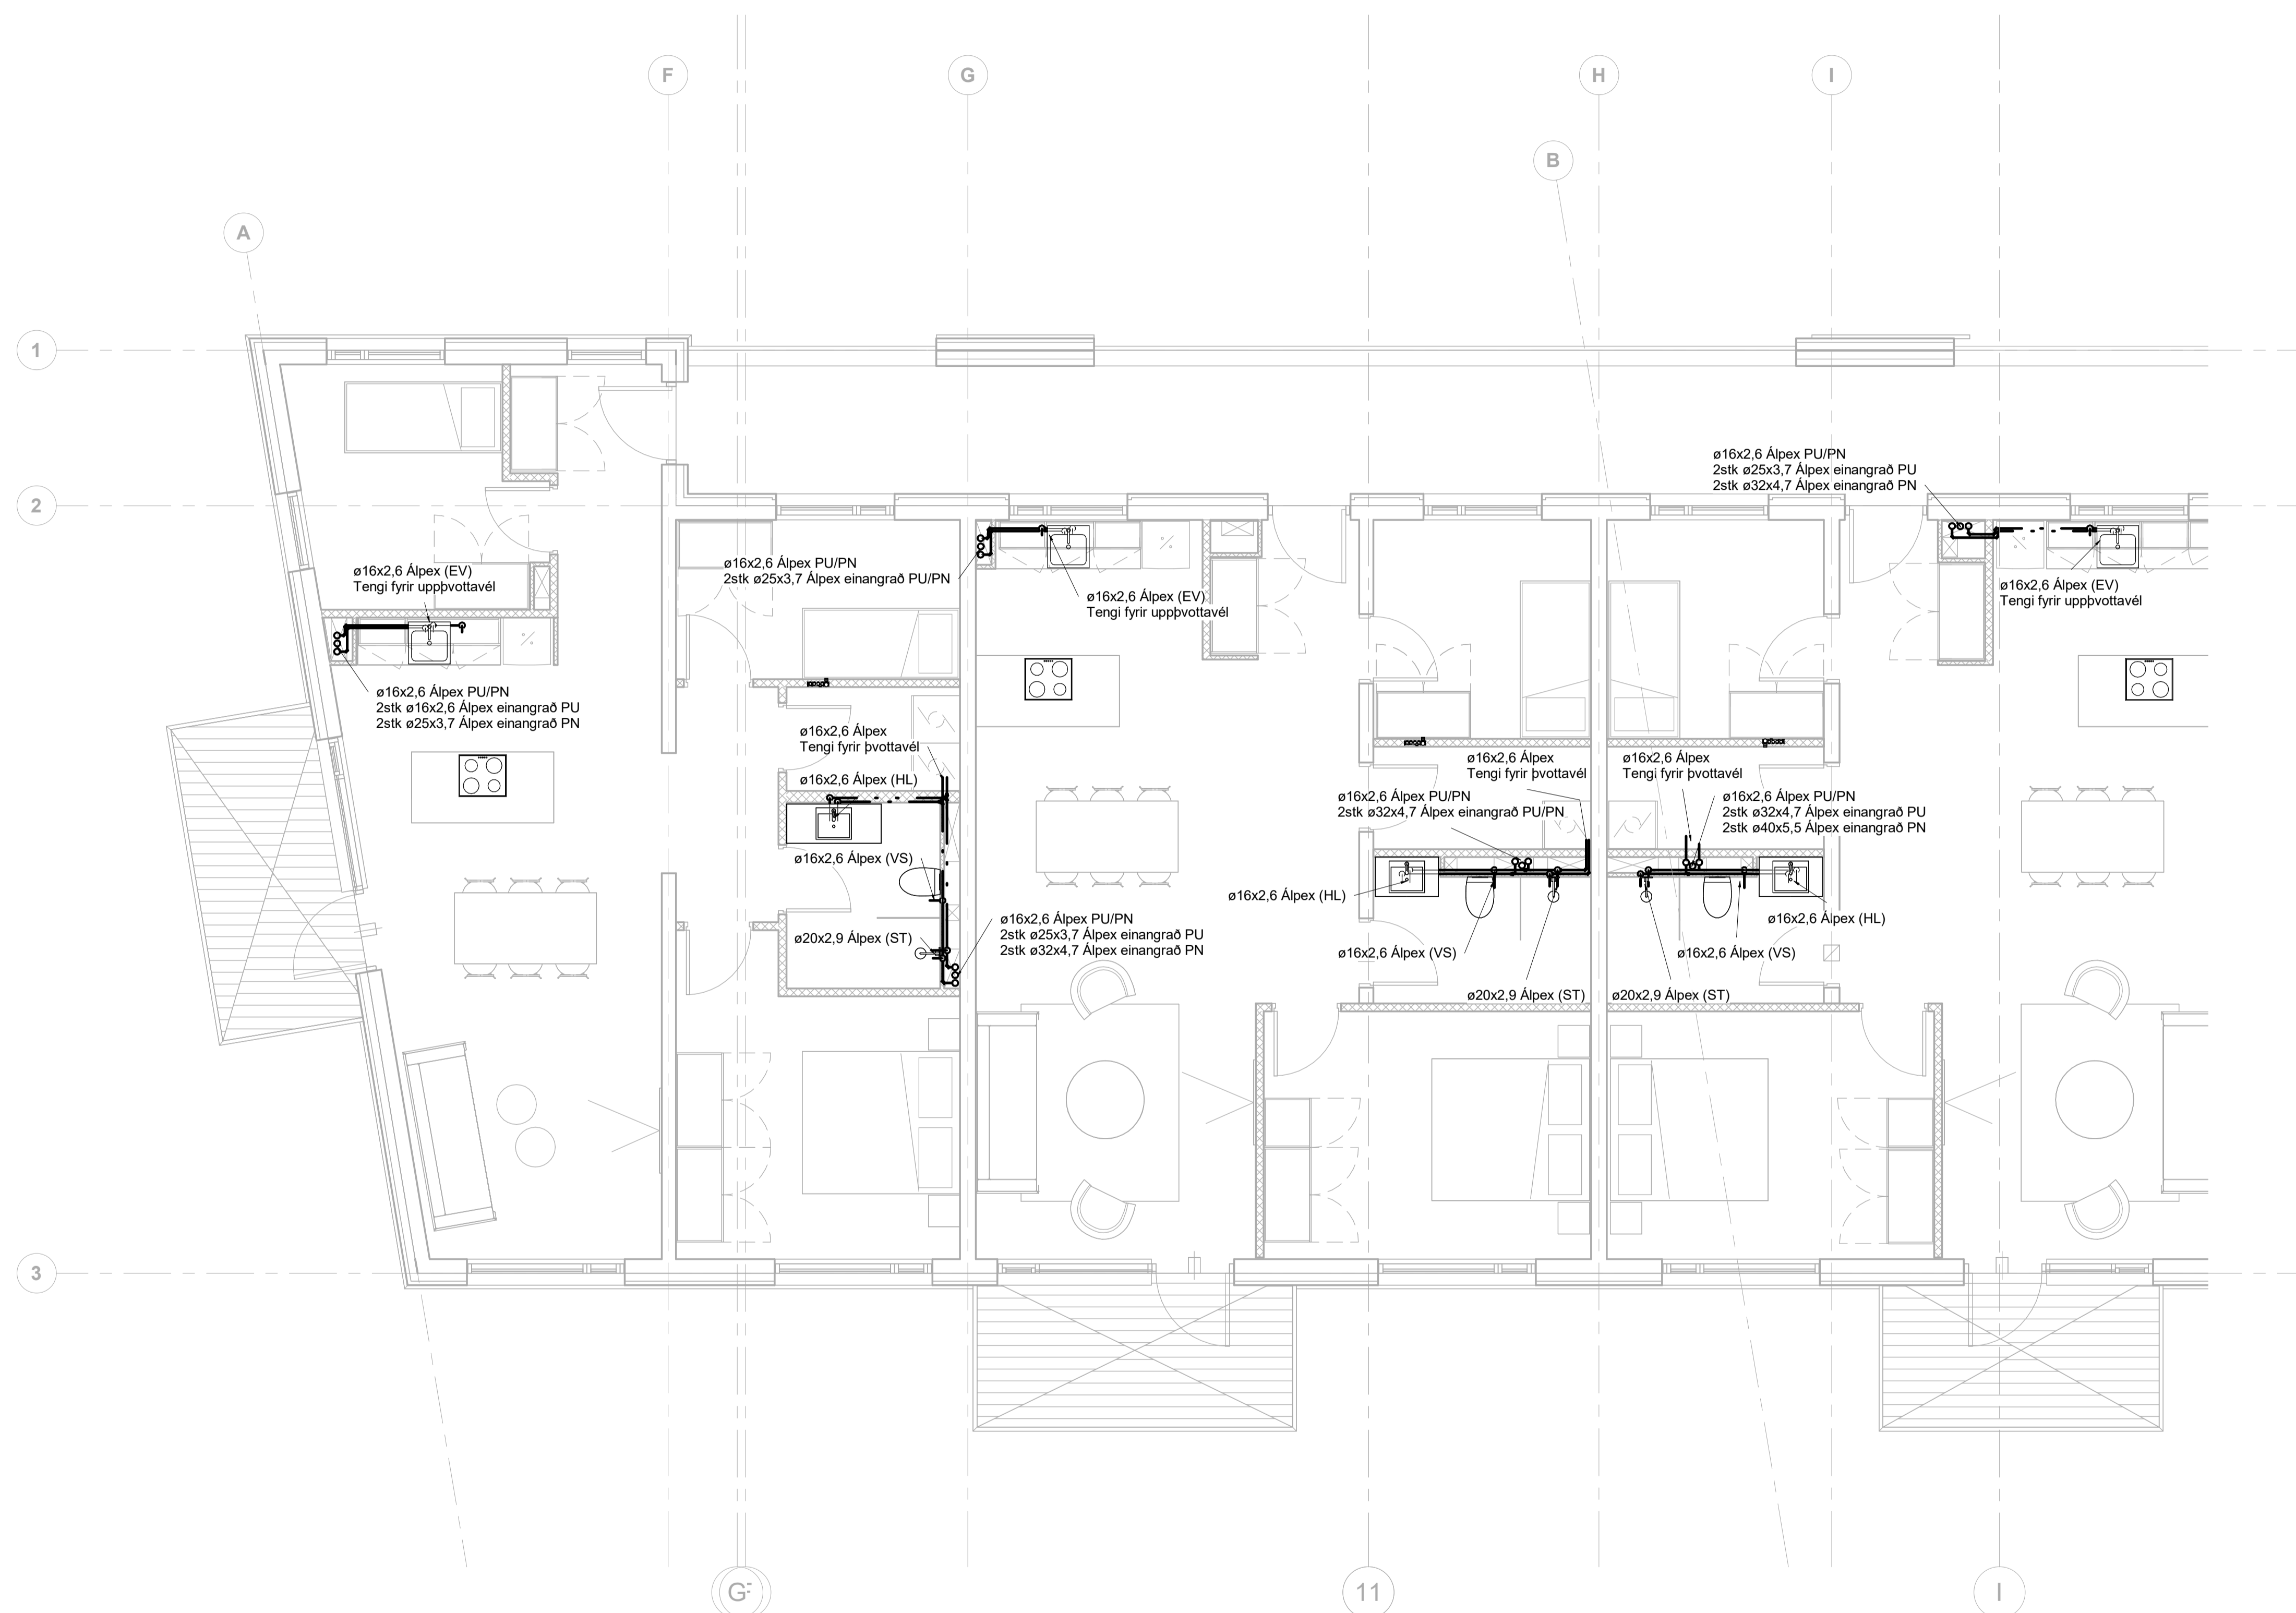 F
G
H
I
B
A
1
2
3
ø16x2,6 Álpex PU/PN
2stk ø25x3,7 Álpex einangrað PU
2stk ø32x4,7 Álpex einangrað PN
ø16x2,6 Álpex (EV)
Tengi fyrir uppþvottavél
ø16x2,6 Álpex PU/PN
2stk ø25x3,7 Álpex einangrað PU/PN
ø16x2,6 Álpex (EV)
Tengi fyrir uppþvottavél
ø16x2,6 Álpex (EV)
Tengi fyrir uppþvottavél
ø16x2,6 Álpex PU/PN
2stk ø16x2,6 Álpex einangrað PU
2stk ø25x3,7 Álpex einangrað PN
ø16x2,6 Álpex
Tengi fyrir þvottavél
ø16x2,6 Álpex (HL)
ø16x2,6 Álpex (VS)
ø20x2,9 Álpex (ST)
ø16x2,6 Álpex PU/PN
2stk ø25x3,7 Álpex einangrað PU
2stk ø32x4,7 Álpex einangrað PN
ø16x2,6 Álpex
Tengi fyrir þvottavél
ø16x2,6 Álpex PU/PN
2stk ø32x4,7 Álpex einangrað PU/PN
ø16x2,6 Álpex (HL)
ø16x2,6 Álpex (VS)
ø20x2,9 Álpex (ST)
ø16x2,6 Álpex
Tengi fyrir þvottavél
ø16x2,6 Álpex PU/PN
2stk ø32x4,7 Álpex einangrað PU
2stk ø40x5,5 Álpex einangrað PN
ø16x2,6 Álpex (HL)
ø16x2,6 Álpex (VS)
ø20x2,9 Álpex (ST)
G
11
I